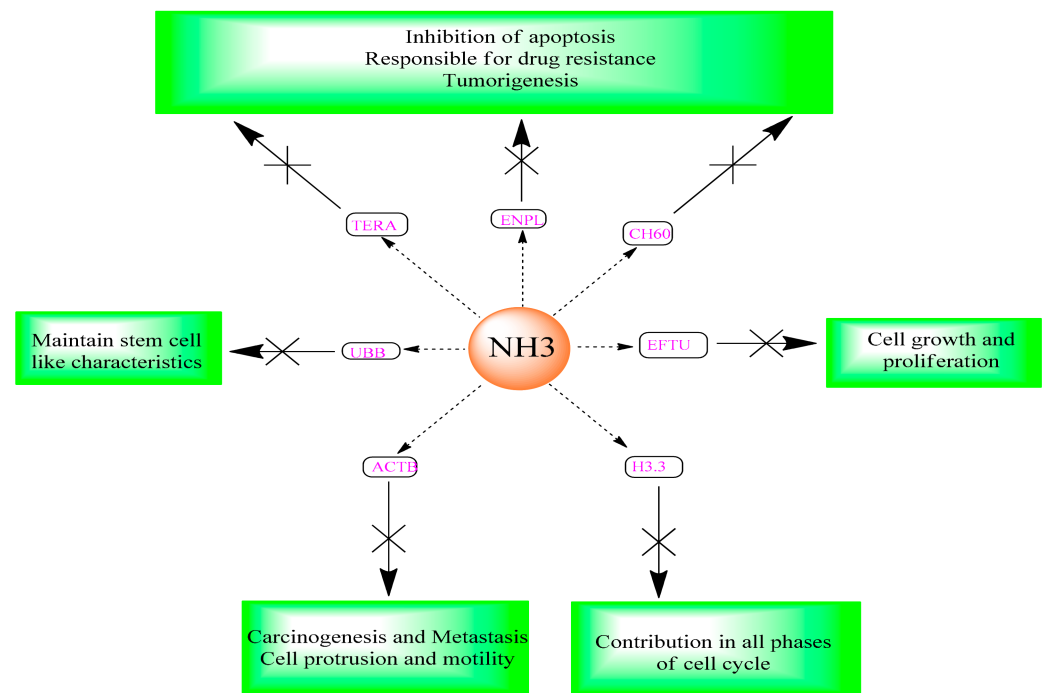 Inhibition of apoptosis
Responsible for drug resistance
Tumorigenesis
TERA
ENPL
CH60
Maintain stem cell
like characteristics
UBB
NH3
EFTU
Cell growth and
proliferation
ACTB
H3.3
Carcinogenesis and Metastasis
Cell protrusion and motility
Contribution in all phases
of cell cycle